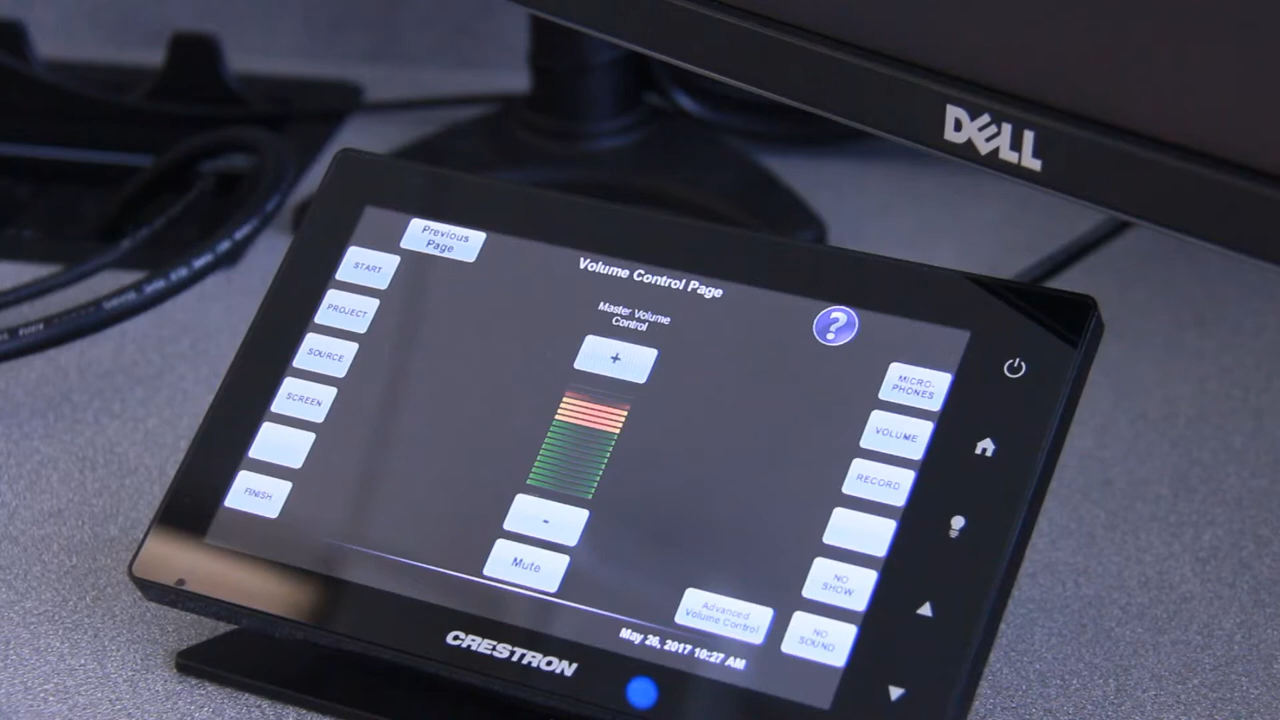 DELL
Previous
Page
Volume Control Page
START
PROJECT
SOURCE
SCREEN
FINISH
Master Volume
Control
+
-
Mute
?
MICRO-
PHONES
VOLUME
RECORD
NO
SHOW
NO
SOUND
Advanced
Volume Control
May 26, 2017 10:27 AM
CRESTRON